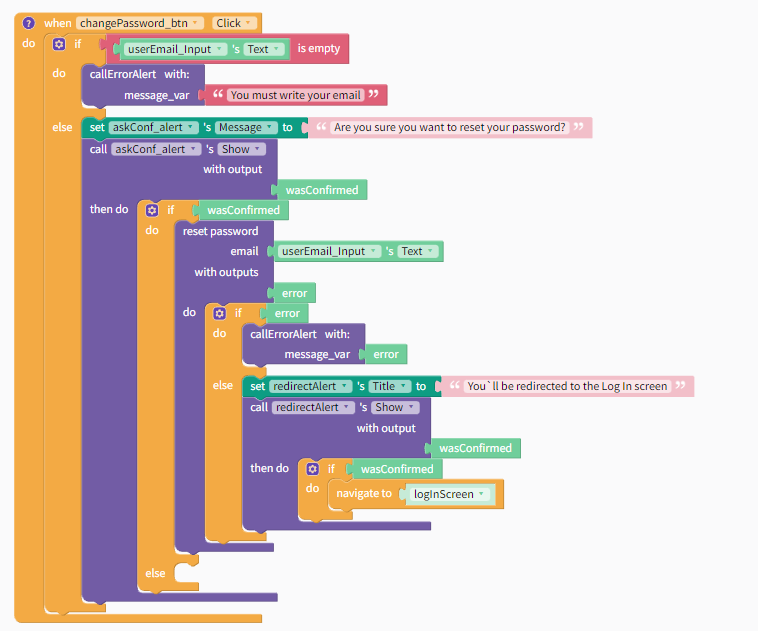 ? when changePassword_btn Click
do if userEmail_Input 's Text is empty
do callErrorAlert with:
message_var “ You must write your email ”
else set askConf_alert 's Message to “ Are you sure you want to reset your password? ”
call askConf_alert 's Show
with output
wasConfirmed
then do if wasConfirmed
do reset password
email userEmail_Input 's Text
with outputs
error
do if error
do callErrorAlert with:
message_var error
else set redirectAlert 's Title to “ You`ll be redirected to the Log In screen ”
call redirectAlert 's Show
with output
wasConfirmed
then do if wasConfirmed
do navigate to logInScreen
else